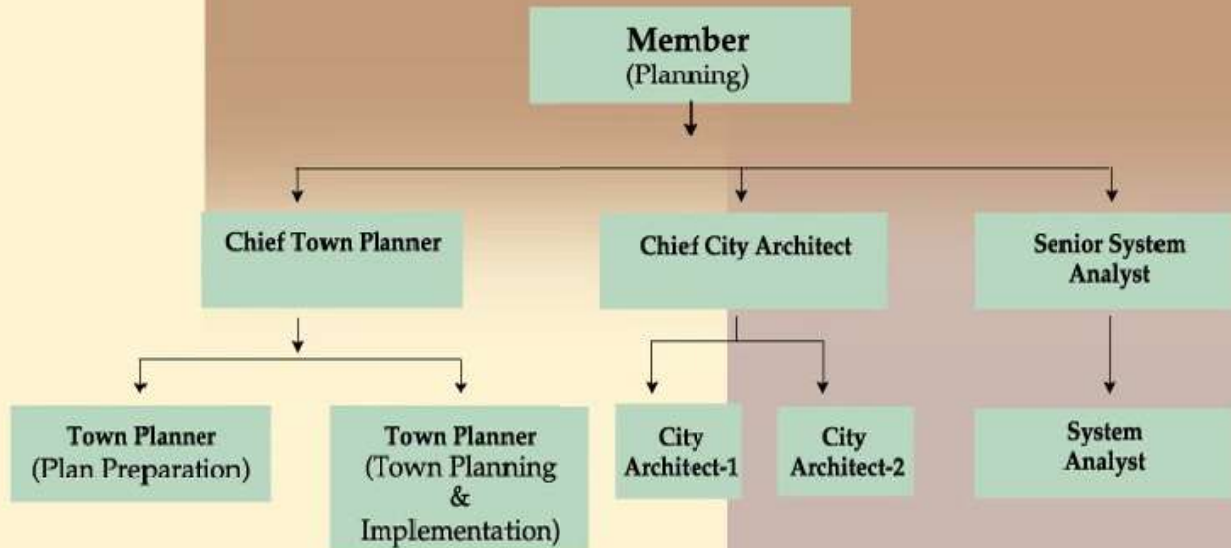 Member
(Planning)
Chief Town Planner
Chief City Architect
Senior System
Analyst
Town Planner
(Plan Preparation)
Town Planner
(Town Planning
&
Implementation)
City
Architect-1
City
Architect-2
System
Analyst